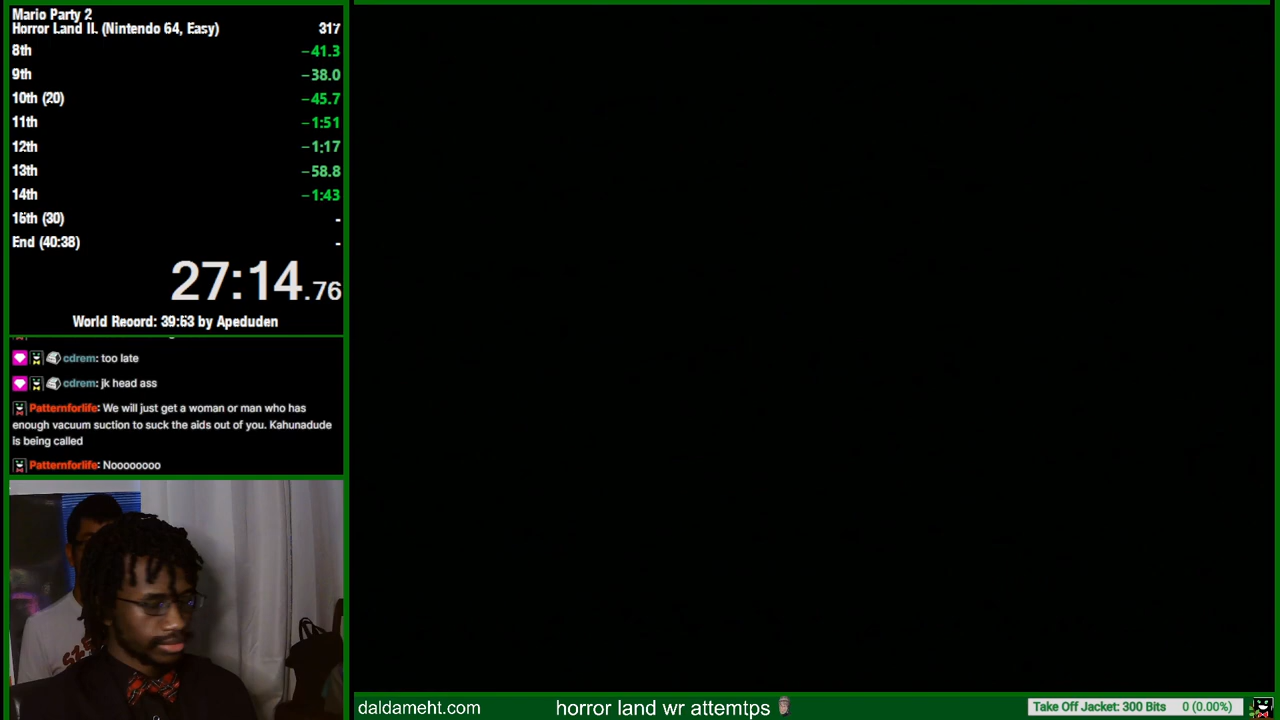 Mario Party 2
Horror Land II. (Nintendo 64, Easy) 317
8th -41.3
9th -38.0
10th (20) -45.7
11th -1:51
12th -1:17
13th -58.8
14th -1:43
15th (30) -
End (40:38) -
27:14.76
World Record: 39:53 by Apeduden
cdrem: too late
cdrem: jk head ass
Patternforlife: We will just get a woman or man who has
enough vacuum suction to suck the aids out of you. Kahunadude
is being called
Patternforlife: Noooooooo
daldameht.com
horror land wr attemtps
Take Off Jacket: 300 Bits 0 (0.00%)